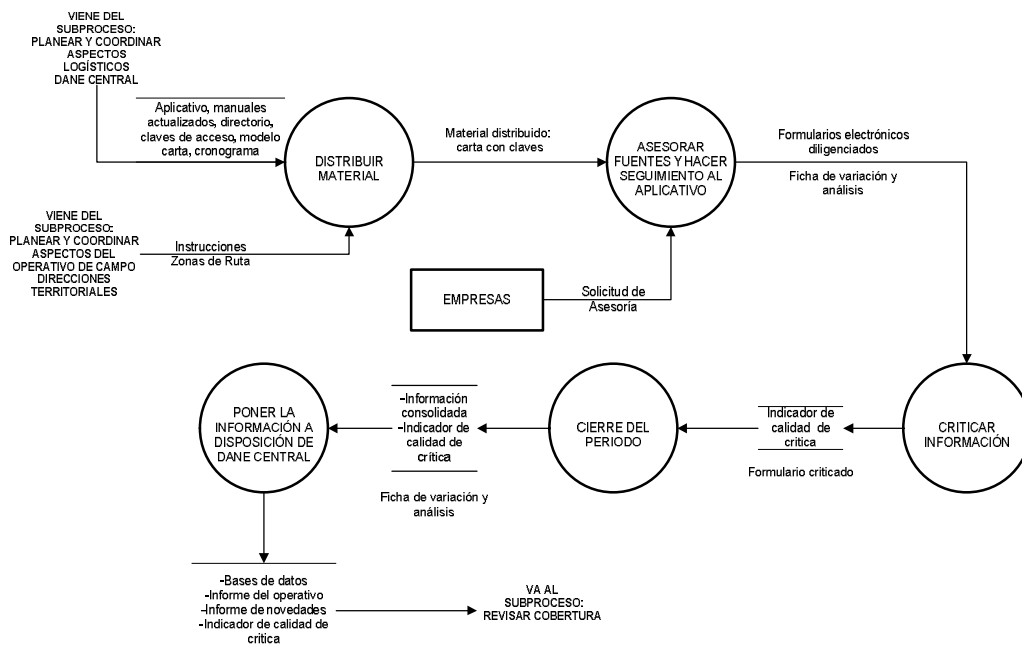 VIENE DEL
SUBPROCESO:
PLANEAR Y COORDINAR
ASPECTOS
LOGÍSTICOS
DANE CENTRAL
Aplicativo, manuales
actualizados, directorio,
claves de acceso, modelo
carta, cronograma
DISTRIBUIR
MATERIAL
Material distribuido:
carta con claves
ASESORAR
FUENTES Y HACER
SEGUIMIENTO AL
APLICATIVO
Formularios electrónicos
diligenciados
Ficha de variación y
análisis
VIENE DEL
SUBPROCESO:
PLANEAR Y COORDINAR
ASPECTOS DEL
OPERATIVO DE CAMPO
DIRECCIONES
TERRITORIALES
Instrucciones
Zonas de Ruta
EMPRESAS
Solicitud de
Asesoría
PONER LA
INFORMACIÓN A
DISPOSICIÓN DE
DANE CENTRAL
-Información
consolidada
-Indicador de
calidad de
crítica
Ficha de variación y
análisis
CIERRE DEL
PERIODO
Indicador de
calidad de
crítica
Formulario criticado
CRITICAR
INFORMACIÓN
-Bases de datos
-Informe del operativo
-Informe de novedades
-Indicador de calidad de
crítica
VA AL
SUBPROCESO:
REVISAR COBERTURA